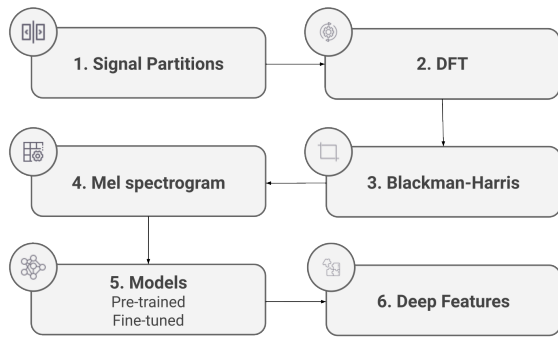 1. Signal Partitions
2. DFT
3. Blackman-Harris
4. Mel spectrogram
5. Models
Pre-trained
Fine-tuned
6. Deep Features